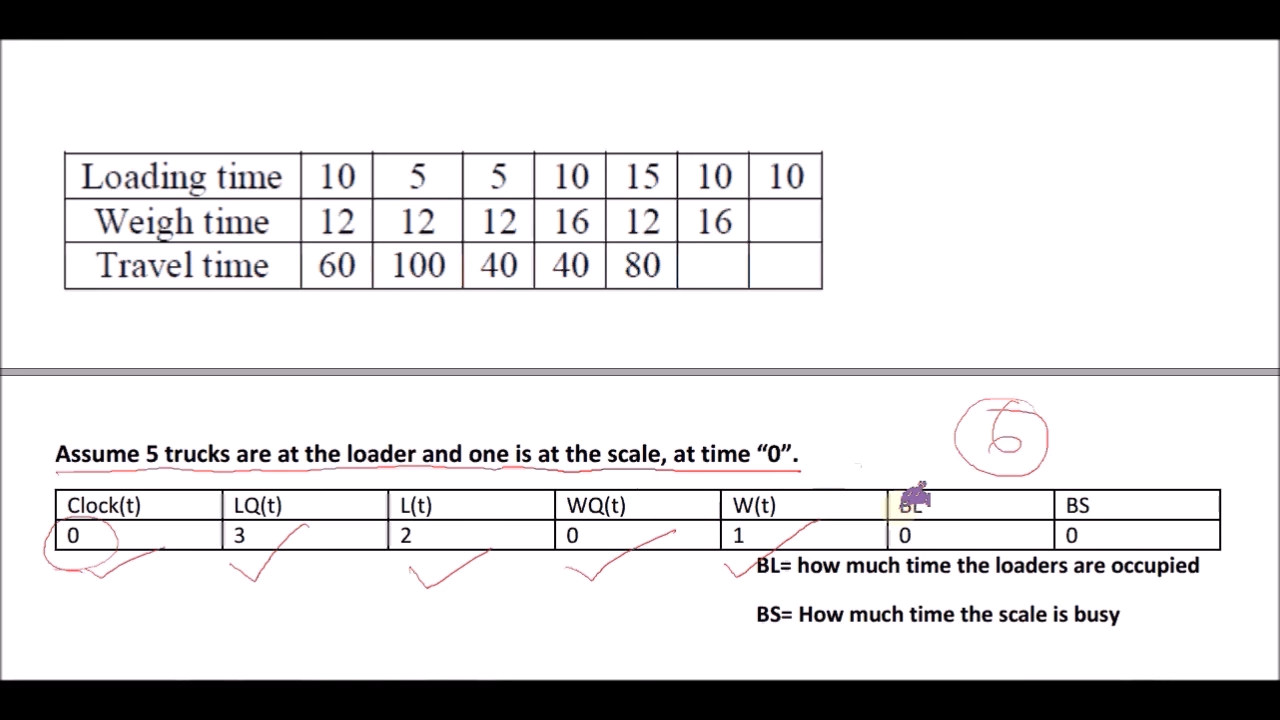 Loading time 10 5 5 10 15 10 10
Weigh time 12 12 12 16 12 16
Travel time 60 100 40 40 80
6
Assume 5 trucks are at the loader and one is at the scale, at time “0”.
Clock(t) LQ(t) L(t) WQ(t) W(t) BL BS
0 3 2 0 1 0 0
BL= how much time the loaders are occupied
BS= How much time the scale is busy